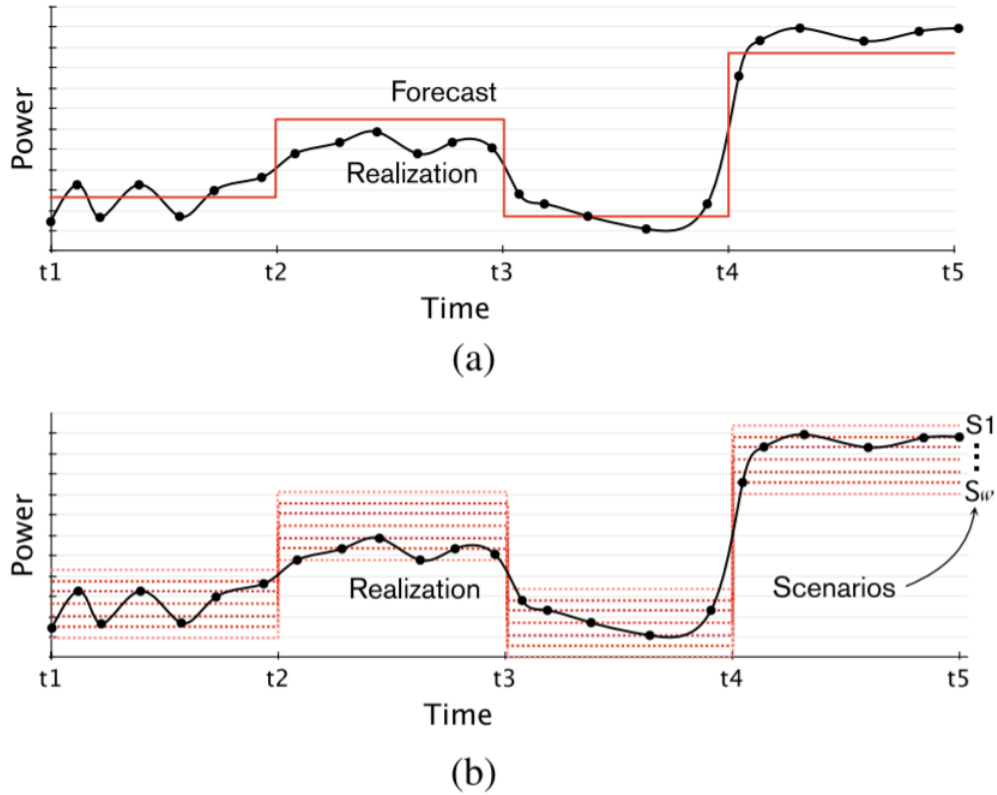 Power
Forecast
Realization
t1 t2 t3 t4 t5
Time
(a)
Power
S1
Sw
Realization
Scenarios
t1 t2 t3 t4 t5
Time
(b)